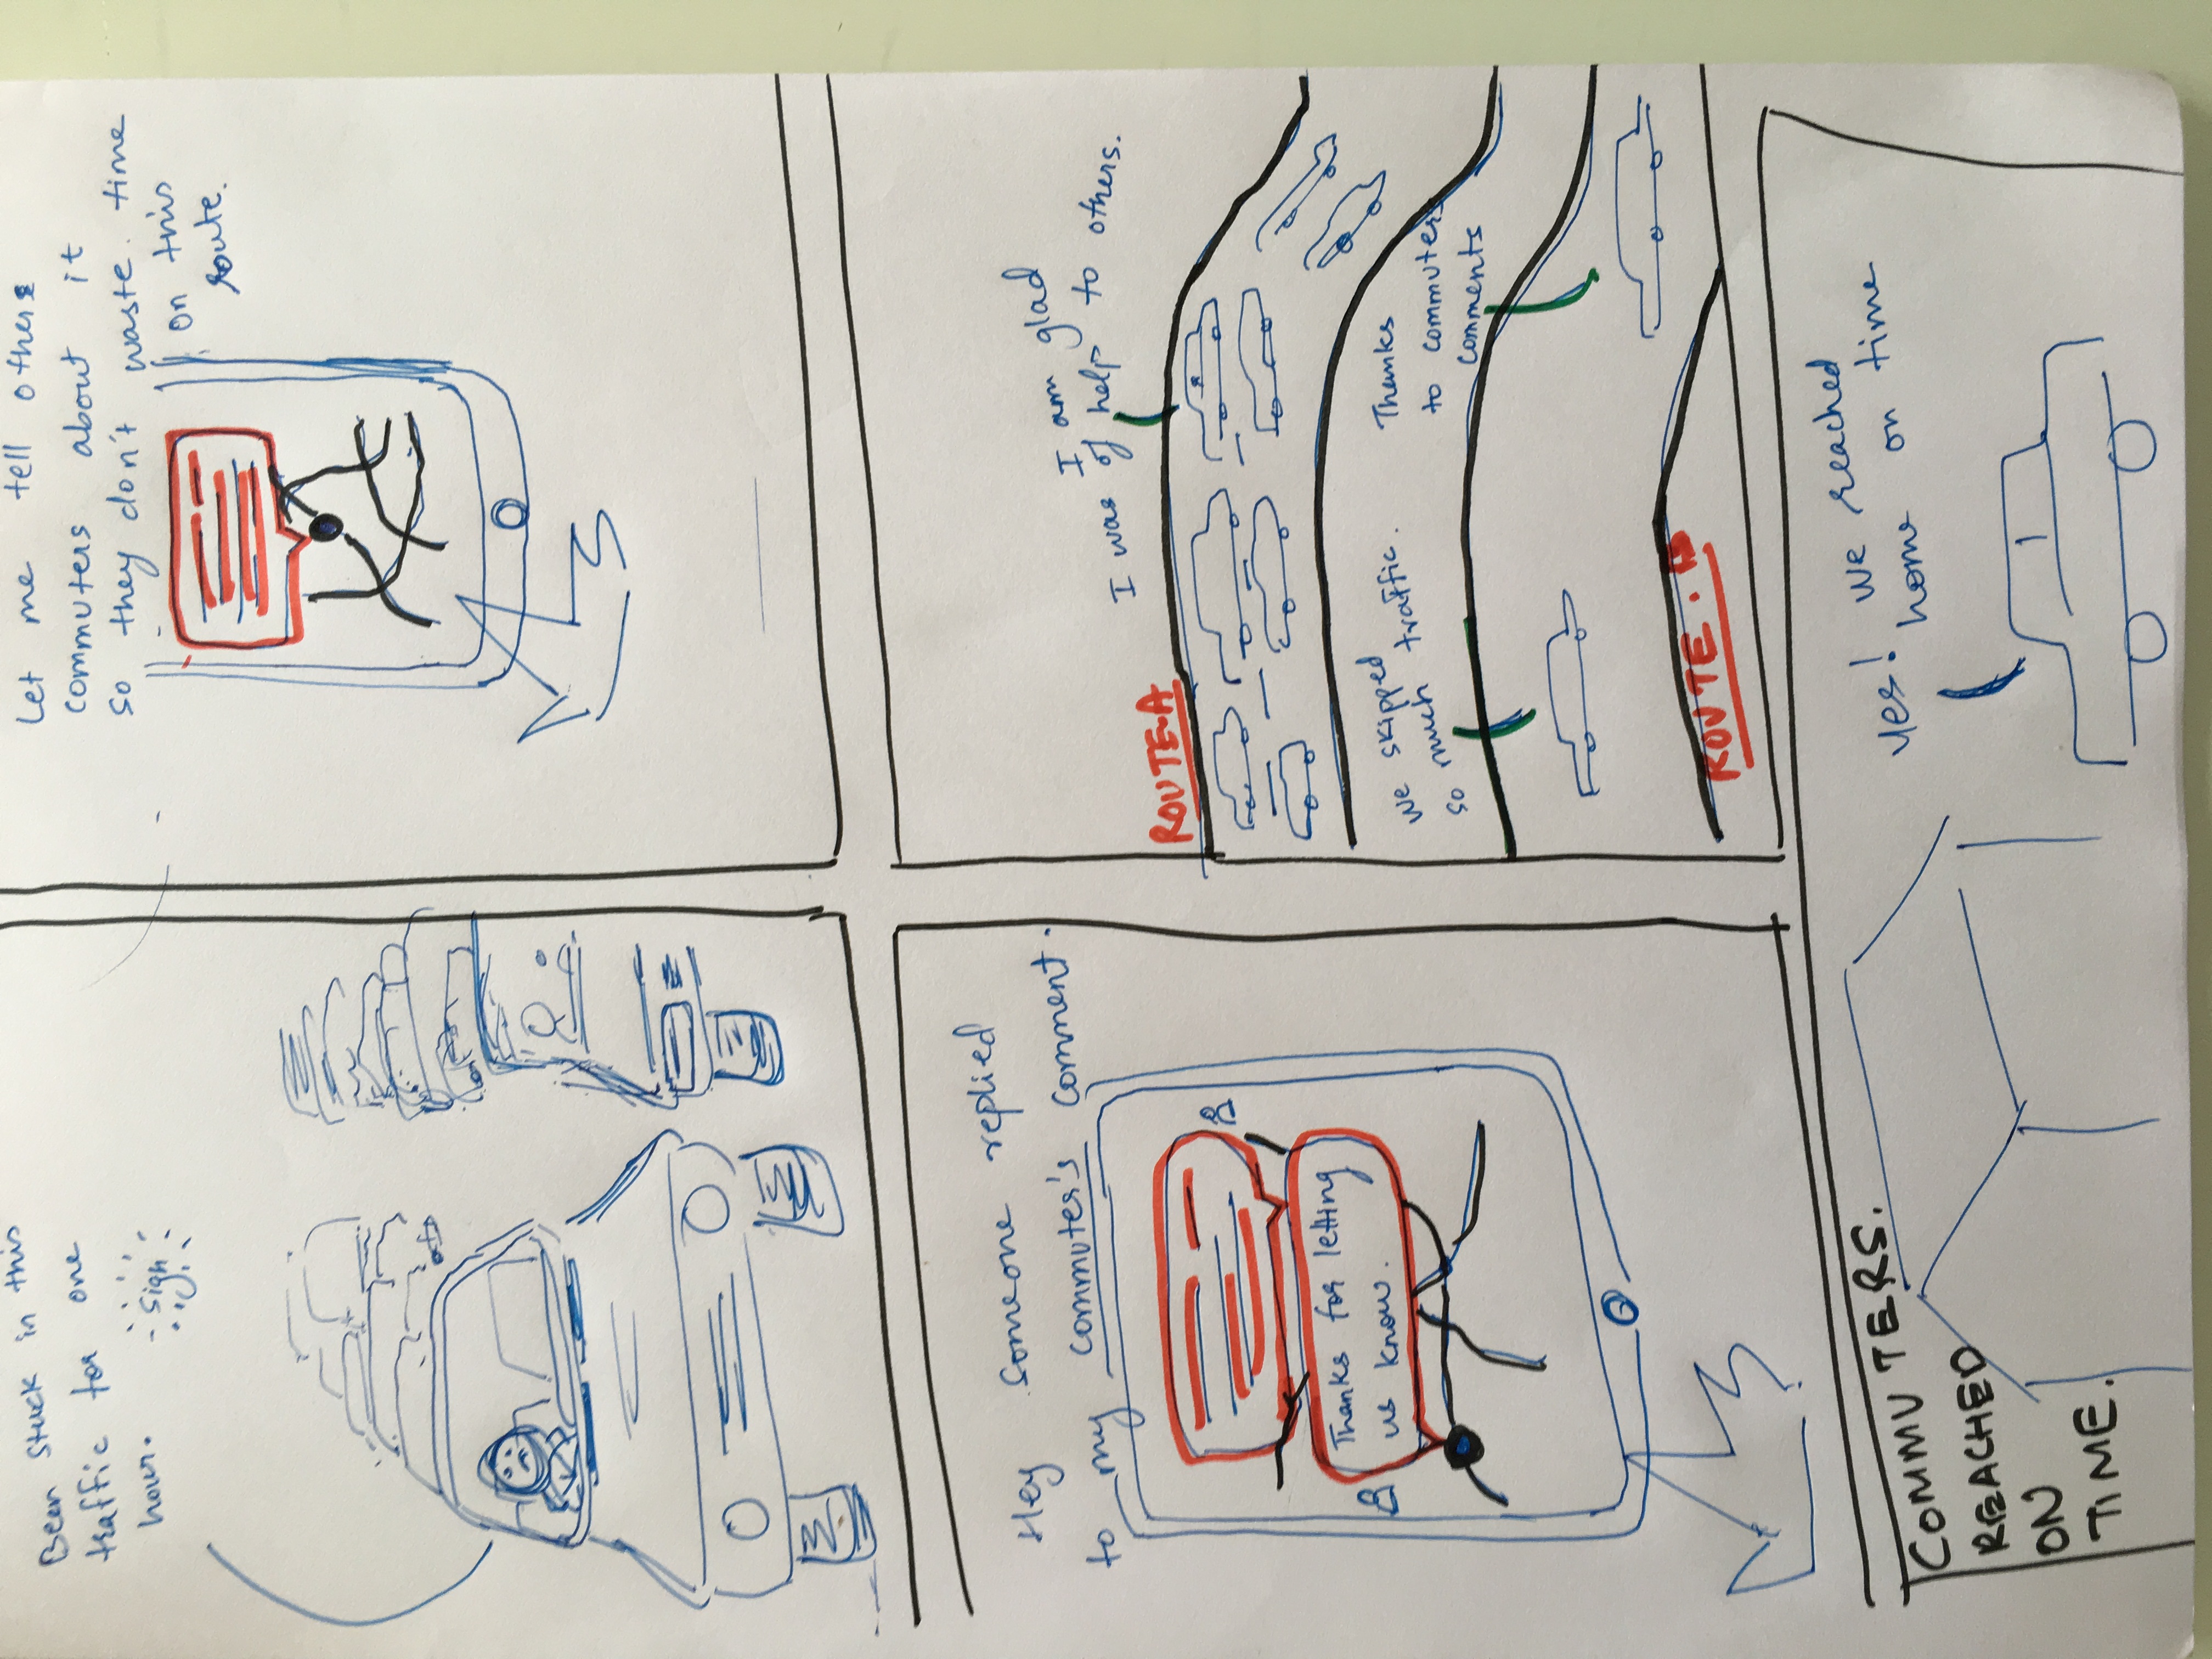 Been stuck in this
traffic for one
hour.
Sigh
Let me tell others
commuters about it
so they don't waste time
on this
route.
Hey someone replied
to my commuter's comment.
Thanks for letting
us know.
I am glad
I was of help to others.
ROUTE-A
We skipped
so much traffic.
Thanks
to commuters
comments
ROUTE. B
COMMUTERS.
REACHED
ON
TIME.
Yes! We reached
home on time